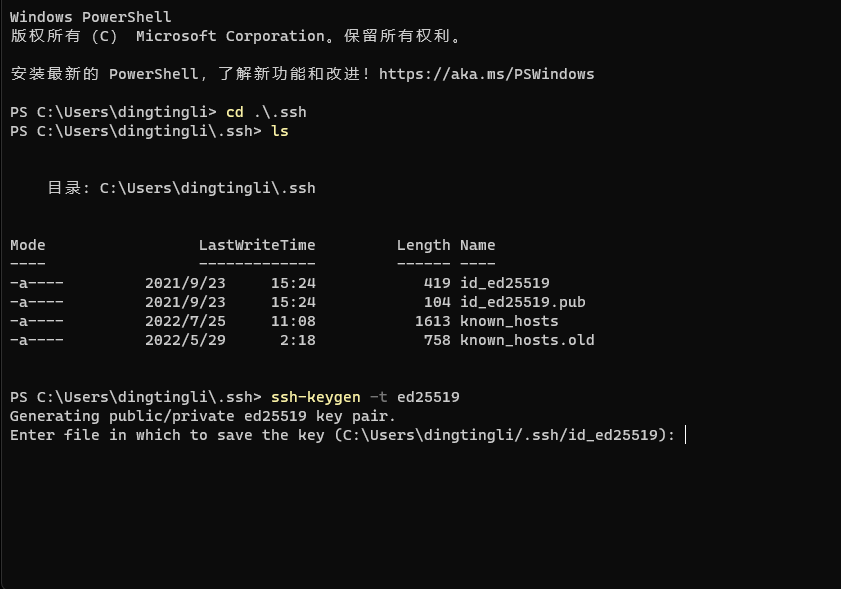 Windows PowerShell
版权所有 (C)  Microsoft Corporation。保留所有权利。
安装最新的 PowerShell，了解新功能和改进！https://aka.ms/PSWindows
PS C:\Users\dingtingli> cd .\.ssh
PS C:\Users\dingtingli\.ssh> ls
    目录: C:\Users\dingtingli\.ssh
Mode                 LastWriteTime         Length Name
----                 -------------         ------ ----
-a----         2021/9/23     15:24            419 id_ed25519
-a----         2021/9/23     15:24            104 id_ed25519.pub
-a----         2022/7/25     11:08           1613 known_hosts
-a----         2022/5/29      2:18            758 known_hosts.old
PS C:\Users\dingtingli\.ssh> ssh-keygen -t ed25519
Generating public/private ed25519 key pair.
Enter file in which to save the key (C:\Users\dingtingli/.ssh/id_ed25519):